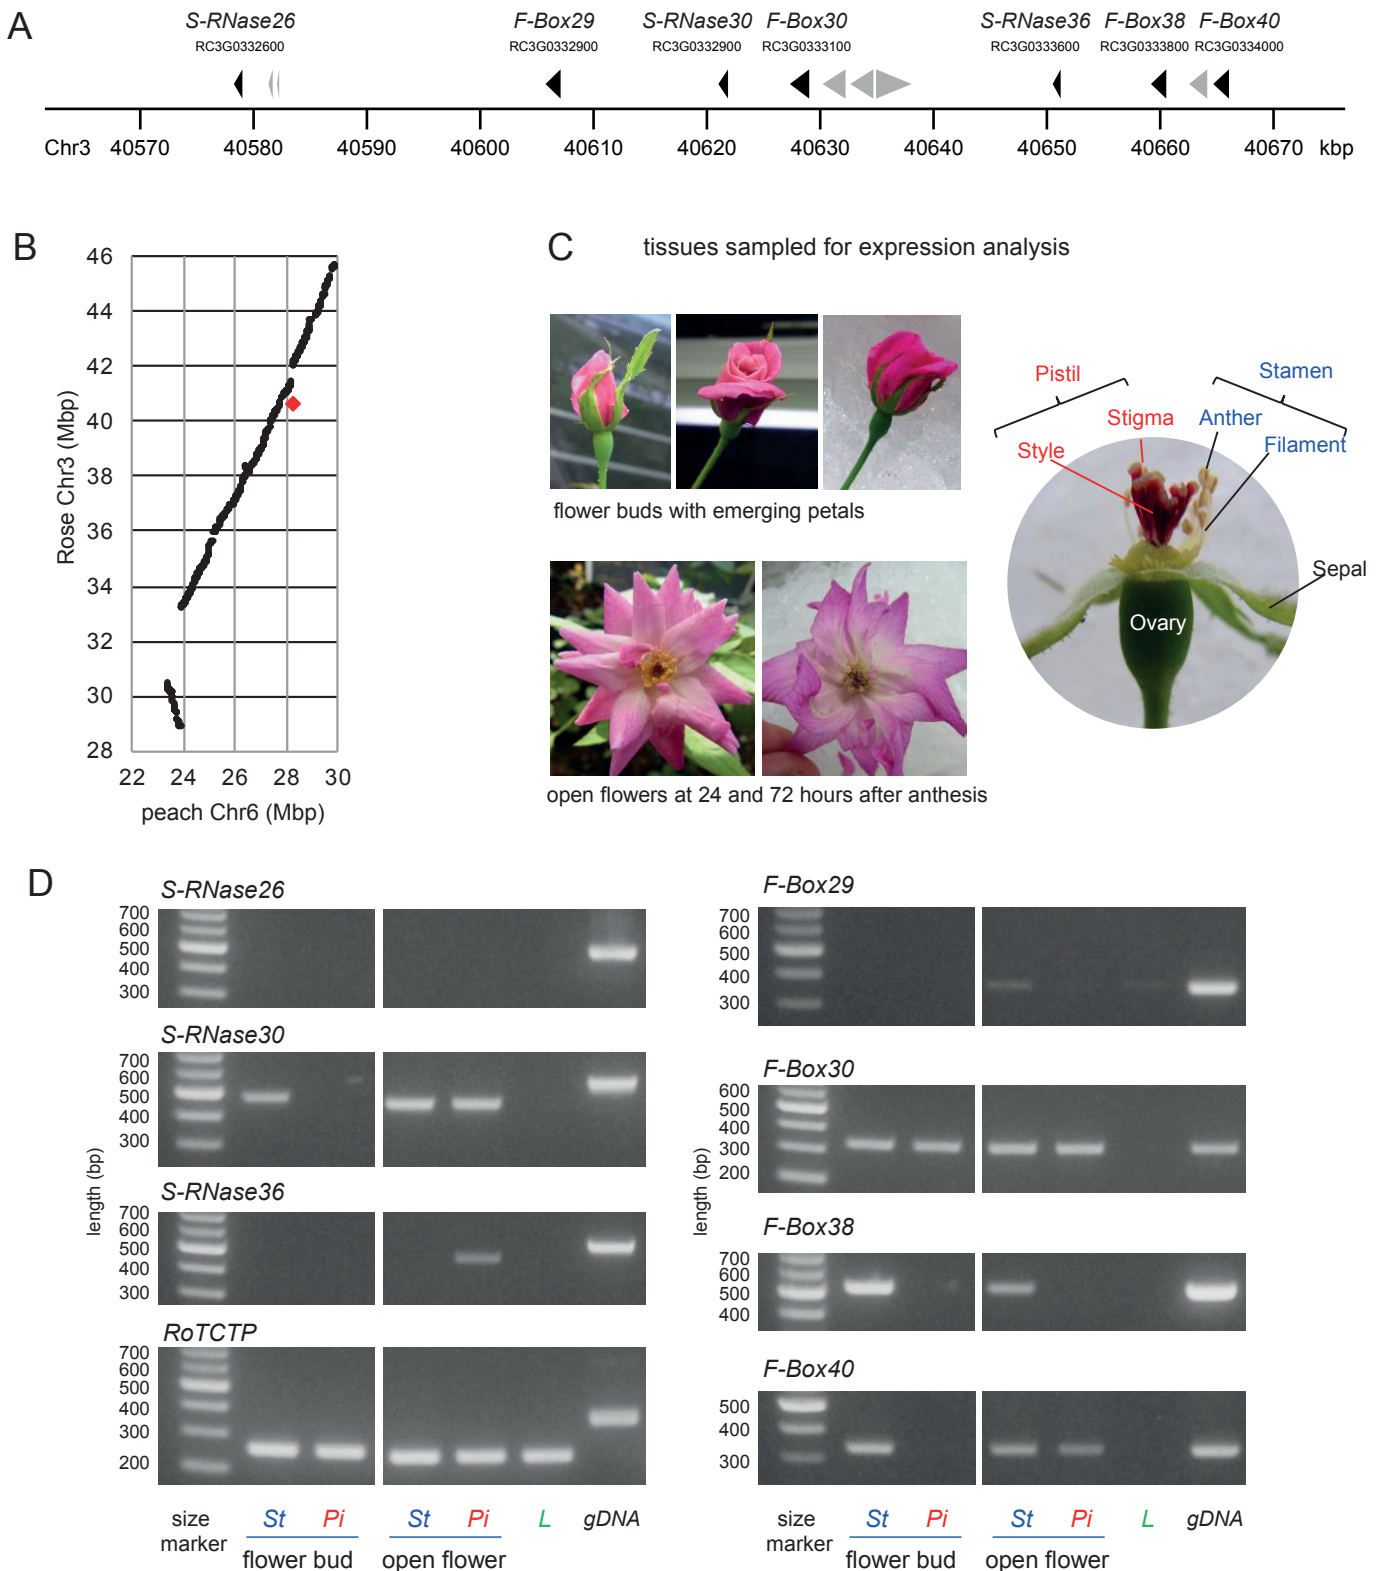 A
S-RNase26 F-Box29 S-RNase30 F-Box30 S-RNase36 F-Box38 F-Box40
RC3G0332600 RC3G0332900 RC3G0332900 RC3G0333100 RC3G0333600 RC3G0333800 RC3G0334000
Chr3 40570 40580 40590 40600 40610 40620 40630 40640 40650 40660 40670 kbp
B
Rose Chr3 (Mbp)
46
44
42
40
38
36
34
32
30
28
22 24 26 28 30
peach Chr6 (Mbp)
C
tissues sampled for expression analysis
flower buds with emerging petals
open flowers at 24 and 72 hours after anthesis
Pistil
Stamen
Stigma
Anther
Style
Filament
Sepal
Ovary
D
length (bp)
S-RNase26
700
600
500
400
300
S-RNase30
700
600
500
400
300
S-RNase36
700
600
500
400
300
RoTCTP
700
600
500
400
300
200
size marker
St Pi
flower bud
St Pi
open flower
L
gDNA
length (bp)
F-Box29
700
600
500
400
300
F-Box30
600
500
400
300
200
F-Box38
700
600
500
400
F-Box40
500
400
300
size marker
St Pi
flower bud
St Pi
open flower
L
gDNA